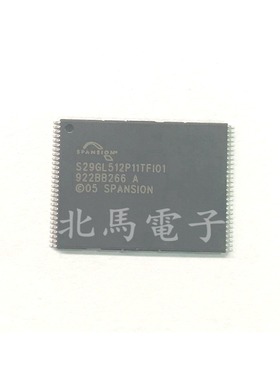 SPANSION
S29GL512P11TFI01
922BB266 A
©05 SPANSION
北馬電子